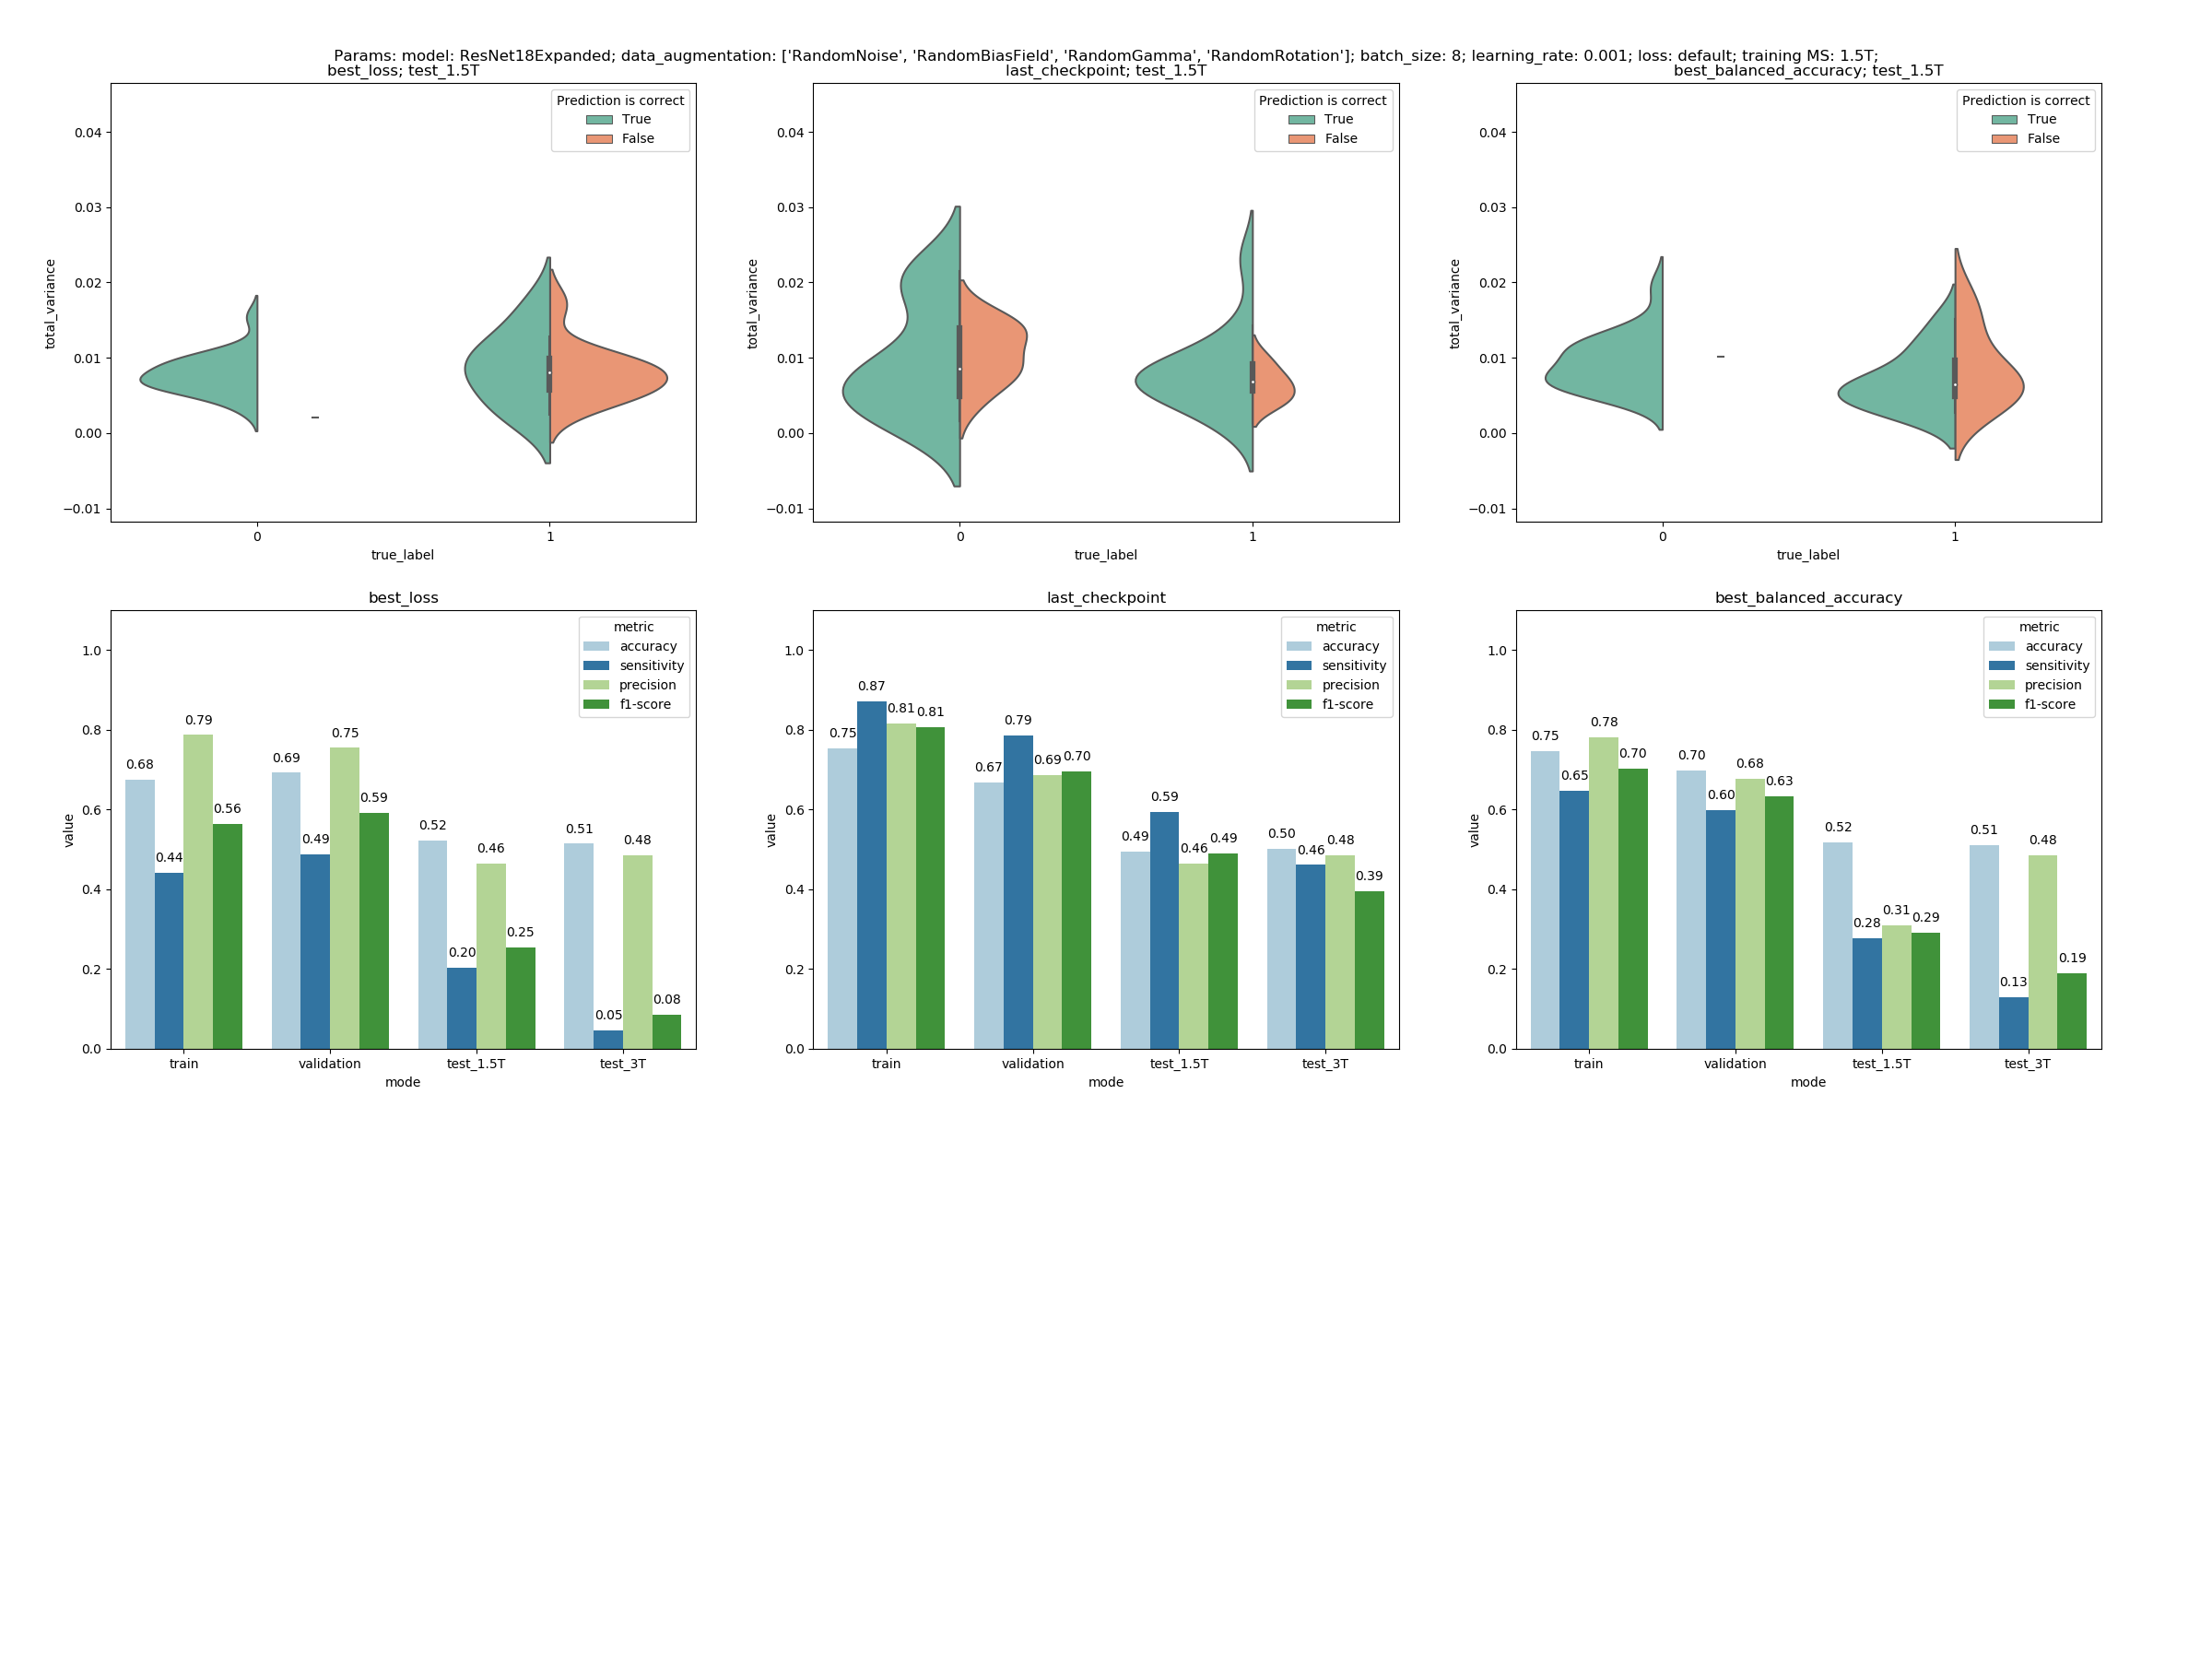 Params: model: ResNet18Expanded; data_augmentation: ['RandomNoise', 'RandomBiasField', 'RandomGamma', 'RandomRotation']; batch_size: 8; learning_rate: 0.001; loss: default; training MS: 1.5T;
best_loss; test_1.5T
Prediction is correct
True
False
0.04
0.03
0.02
0.01
0.00
−0.01
total_variance
0
1
true_label
last_checkpoint; test_1.5T
Prediction is correct
True
False
0.04
0.03
0.02
0.01
0.00
−0.01
total_variance
0
1
true_label
best_balanced_accuracy; test_1.5T
Prediction is correct
True
False
0.04
0.03
0.02
0.01
0.00
−0.01
total_variance
0
1
true_label
best_loss
metric
accuracy
sensitivity
precision
f1-score
1.0
0.8
0.6
0.4
0.2
0.0
value
0.68
0.44
0.79
0.56
0.69
0.49
0.75
0.59
0.52
0.20
0.46
0.25
0.51
0.05
0.48
0.08
train
validation
test_1.5T
test_3T
mode
last_checkpoint
metric
accuracy
sensitivity
precision
f1-score
1.0
0.8
0.6
0.4
0.2
0.0
value
0.75
0.87
0.81
0.81
0.67
0.79
0.69
0.70
0.49
0.59
0.46
0.49
0.50
0.46
0.48
0.39
train
validation
test_1.5T
test_3T
mode
best_balanced_accuracy
metric
accuracy
sensitivity
precision
f1-score
1.0
0.8
0.6
0.4
0.2
0.0
value
0.75
0.65
0.78
0.70
0.70
0.60
0.68
0.63
0.52
0.28
0.31
0.29
0.51
0.13
0.48
0.19
train
validation
test_1.5T
test_3T
mode